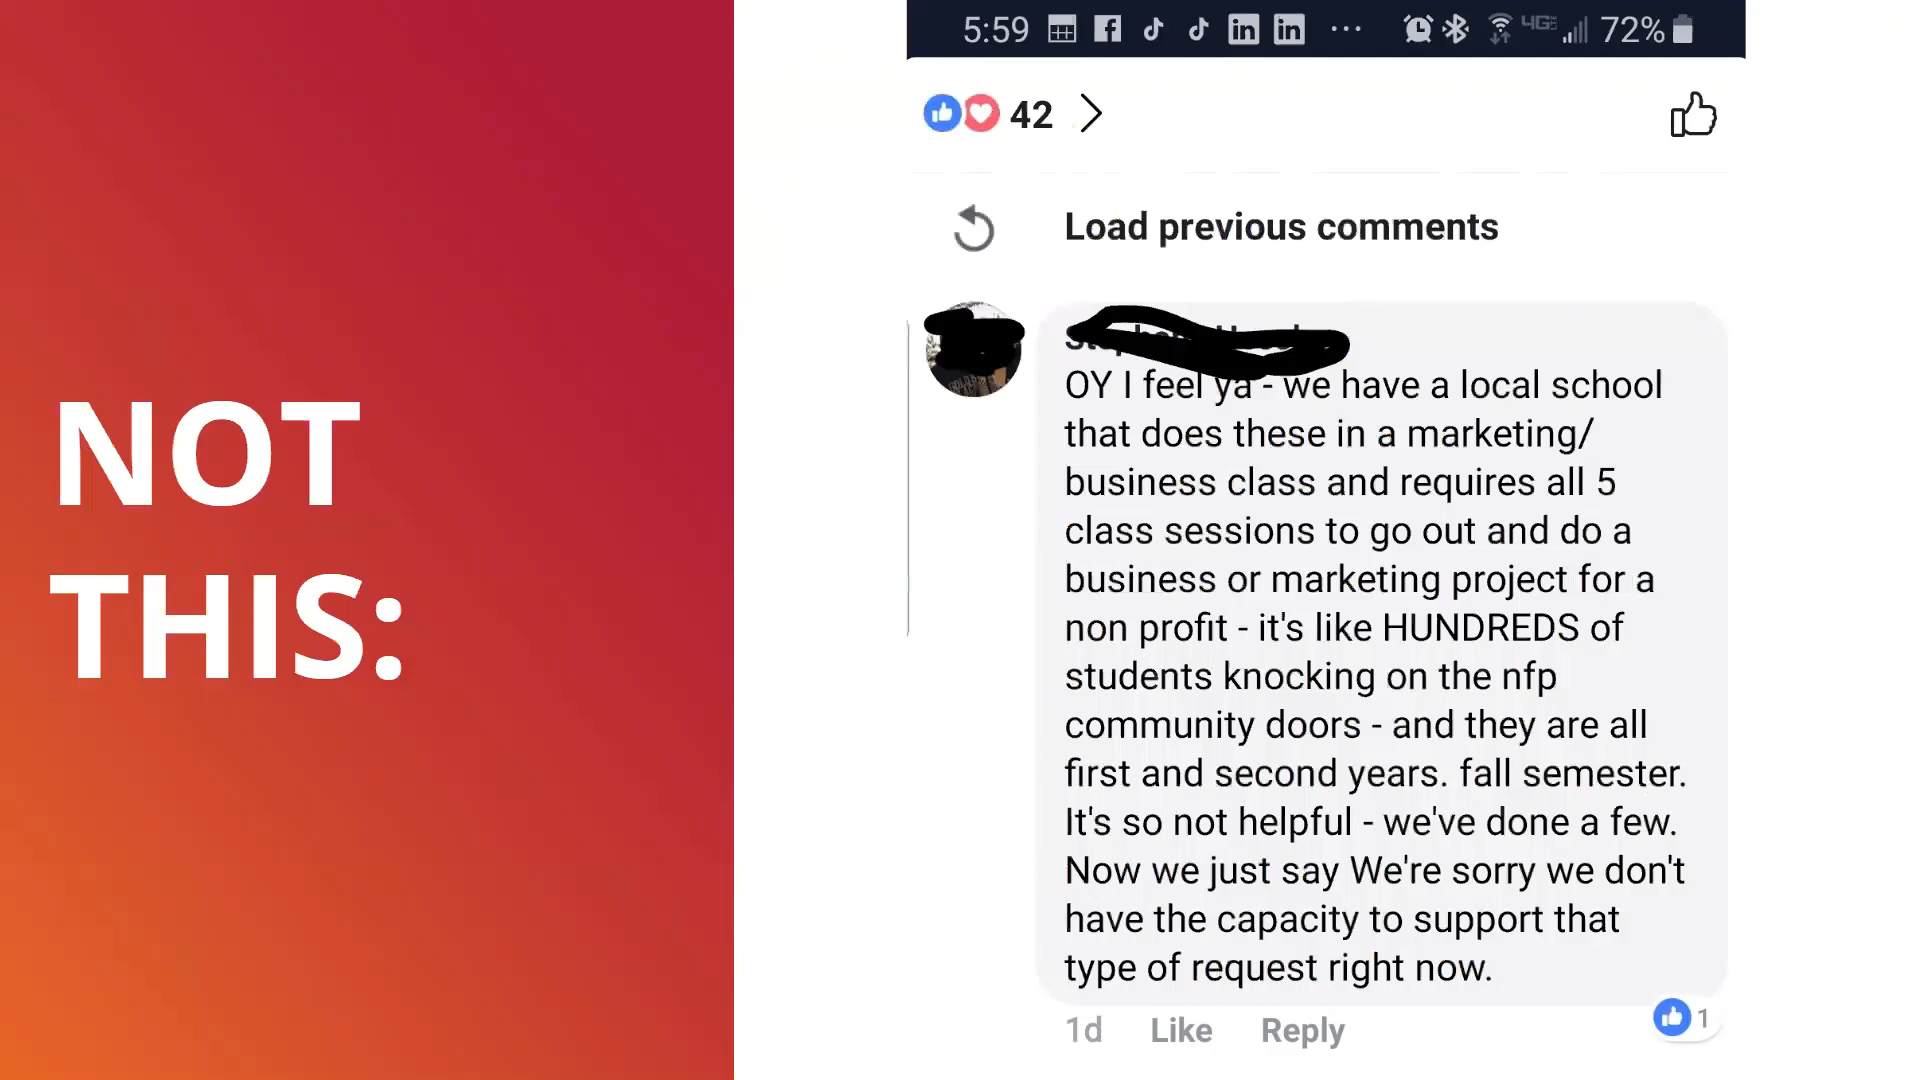 NOT
THIS:
5:59 72%
42
Load previous comments
OY I feel ya - we have a local school
that does these in a marketing/
business class and requires all 5
class sessions to go out and do a
business or marketing project for a
non profit - it's like HUNDREDS of
students knocking on the nfp
community doors - and they are all
first and second years. fall semester.
It's so not helpful - we've done a few.
Now we just say We're sorry we don't
have the capacity to support that
type of request right now.
1d Like Reply
1